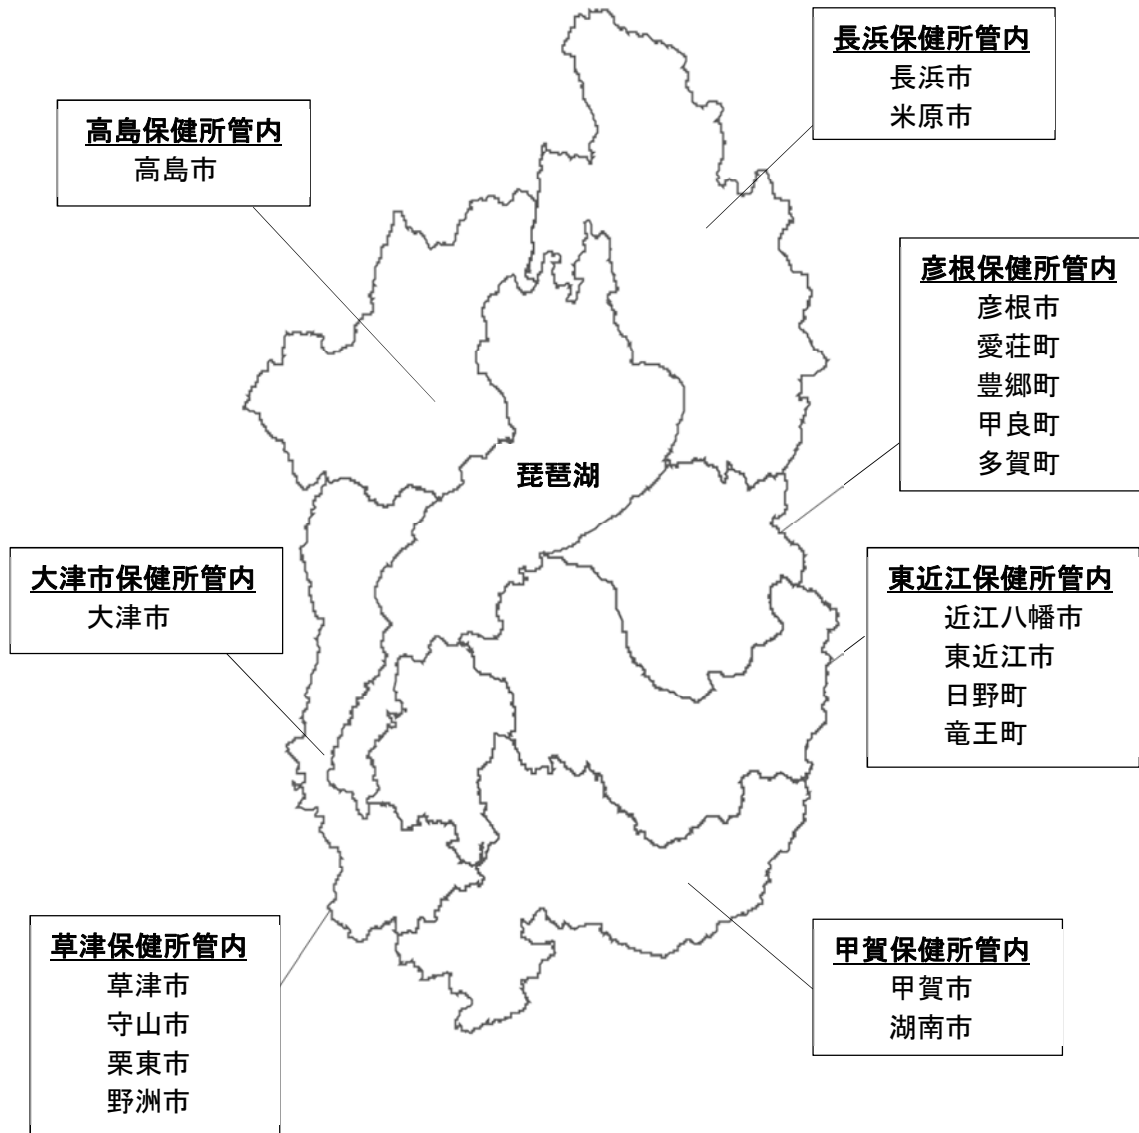 長浜保健所管内
長浜市
米原市
高島保健所管内
高島市
彦根保健所管内
彦根市
愛荘町
豊郷町
甲良町
多賀町
琵琶湖
大津市保健所管内
大津市
東近江保健所管内
近江八幡市
東近江市
日野町
竜王町
草津保健所管内
草津市
守山市
栗東市
野洲市
甲賀保健所管内
甲賀市
湖南市